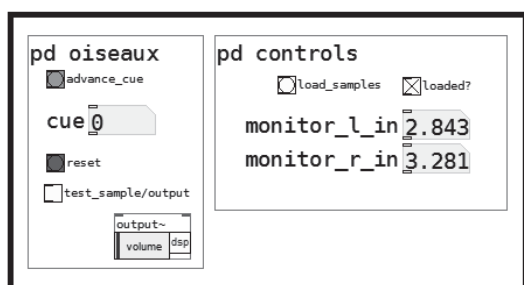 pd oiseaux
advance_cue
cue 0
reset
test_sample/output
output~
volume dsp
pd controls
load_samples loaded?
monitor_l_in 2.843
monitor_r_in 3.281